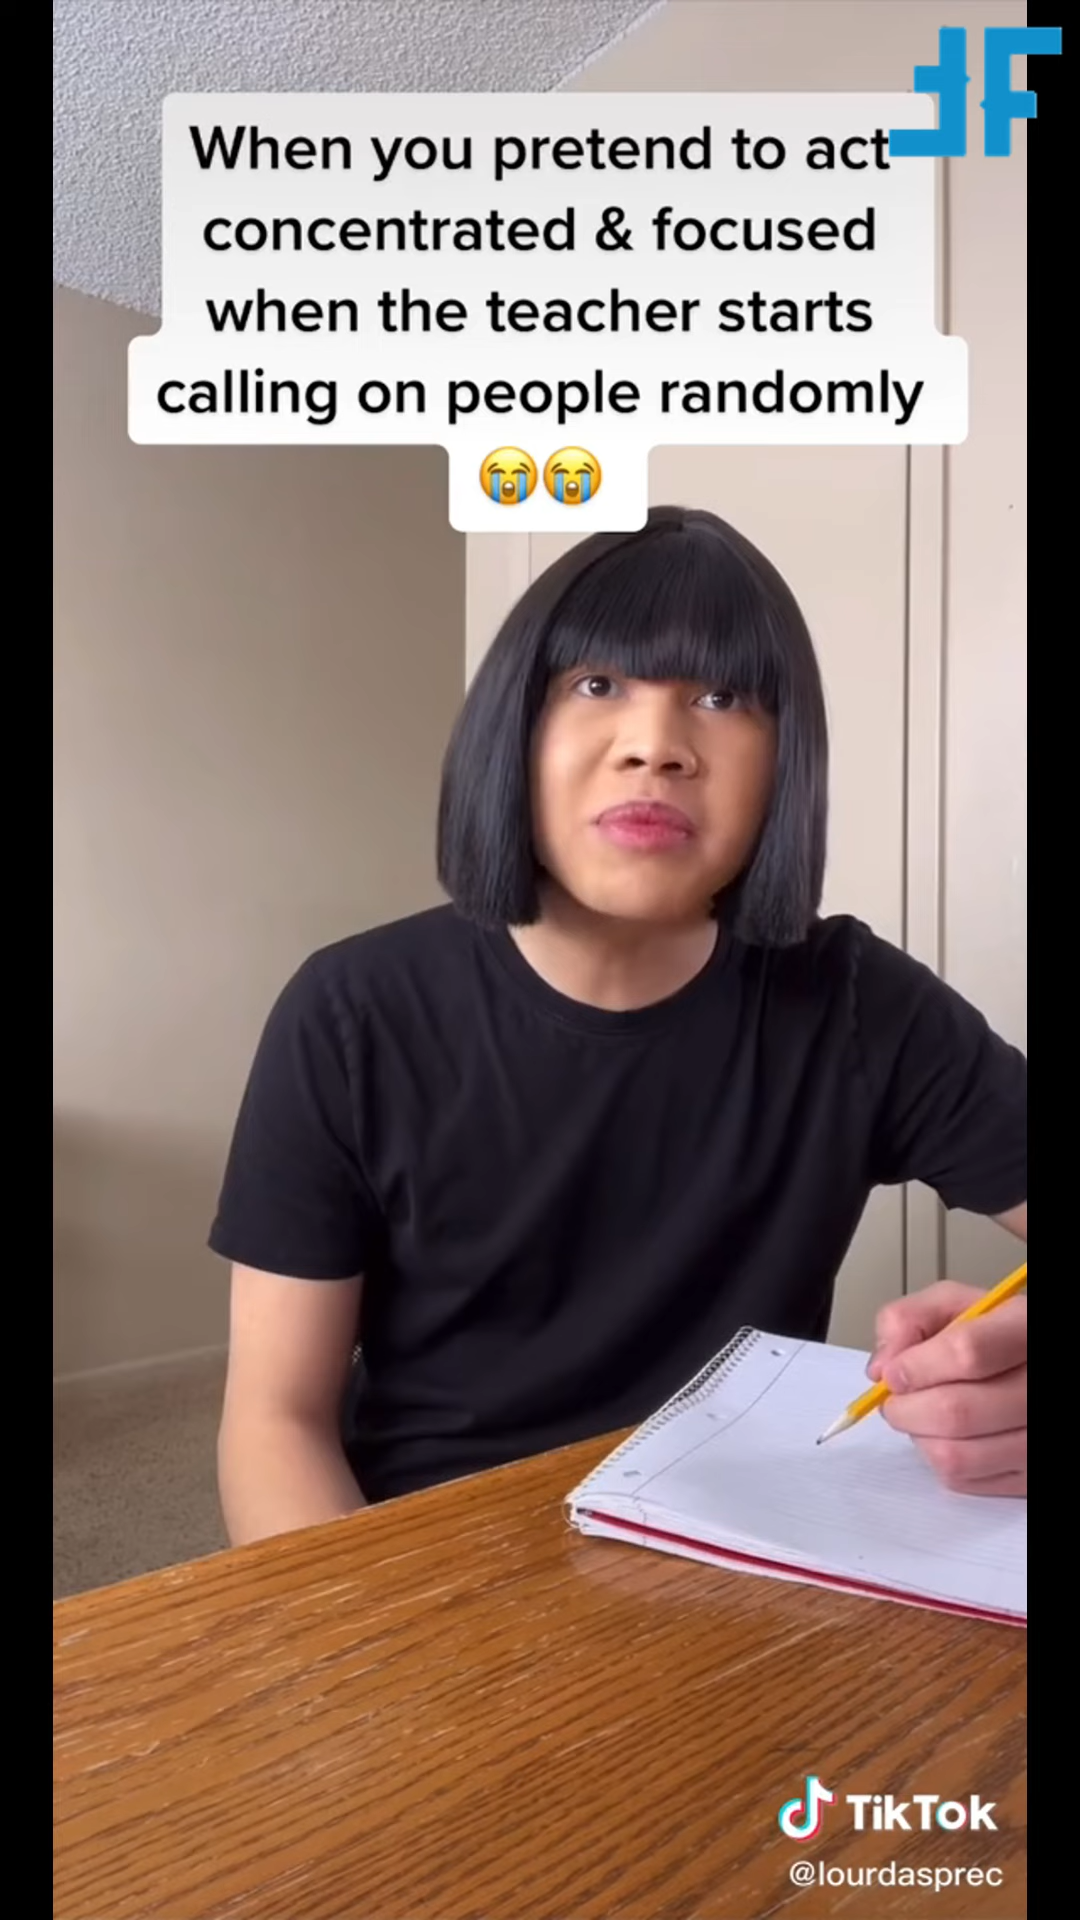 When you pretend to act
concentrated & focused
when the teacher starts
calling on people randomly
😭😭
TikTok
@lourdasprec